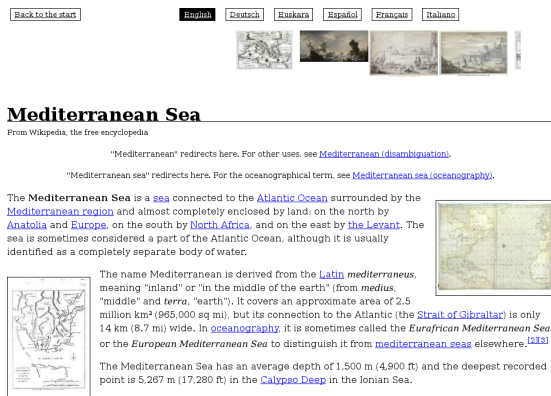 Back to the start
English Deutsch Euskara Español Français Italiano
Mediterranean Sea
From Wikipedia, the free encyclopedia
"Mediterranean" redirects here. For other uses, see Mediterranean (disambiguation).
"Mediterranean sea" redirects here. For the oceanographical term, see Mediterranean sea (oceanography).
The Mediterranean Sea is a sea connected to the Atlantic Ocean surrounded by the
Mediterranean region and almost completely enclosed by land: on the north by
Anatolia and Europe, on the south by North Africa, and on the east by the Levant. The
sea is sometimes considered a part of the Atlantic Ocean, although it is usually
identified as a completely separate body of water.
The name Mediterranean is derived from the Latin mediterraneus,
meaning "inland" or "in the middle of the earth" (from medius,
"middle" and terra, "earth"). It covers an approximate area of 2.5
million km² (965,000 sq mi), but its connection to the Atlantic (the Strait of Gibraltar) is only
14 km (8.7 mi) wide. In oceanography, it is sometimes called the Eurafrican Mediterranean Sea
or the European Mediterranean Sea to distinguish it from mediterranean seas elsewhere.[2][3]
The Mediterranean Sea has an average depth of 1,500 m (4,900 ft) and the deepest recorded
point is 5,267 m (17,280 ft) in the Calypso Deep in the Ionian Sea.